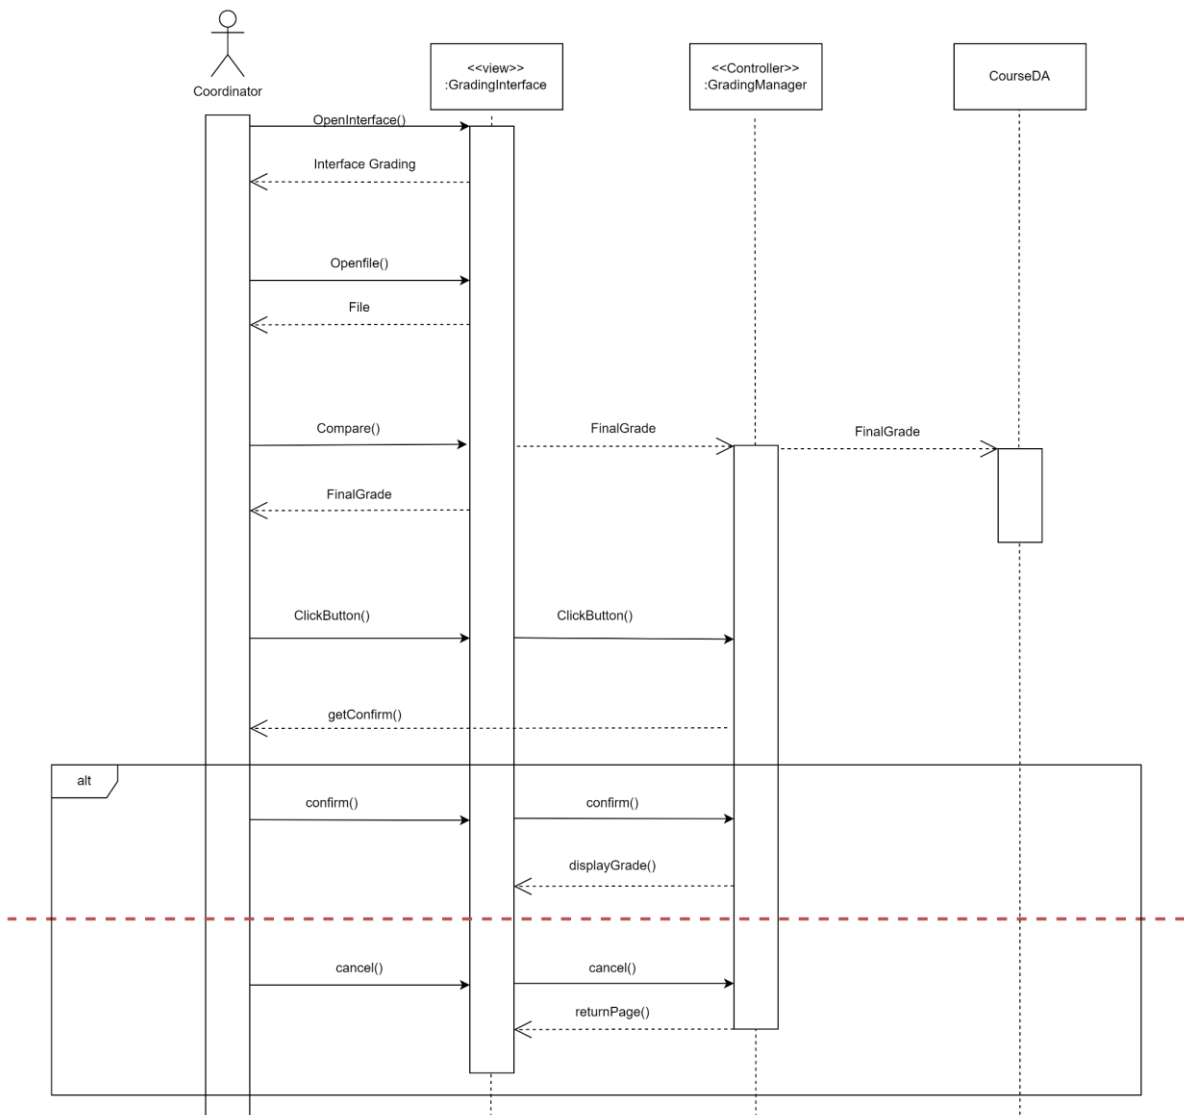 Coordinator
<<view>>
:GradingInterface
<<Controller>>
:GradingManager
CourseDA
OpenInterface()
Interface Grading
Openfile()
File
Compare()
FinalGrade
FinalGrade
FinalGrade
ClickButton()
ClickButton()
getConfirm()
alt
confirm()
confirm()
displayGrade()
cancel()
cancel()
returnPage()